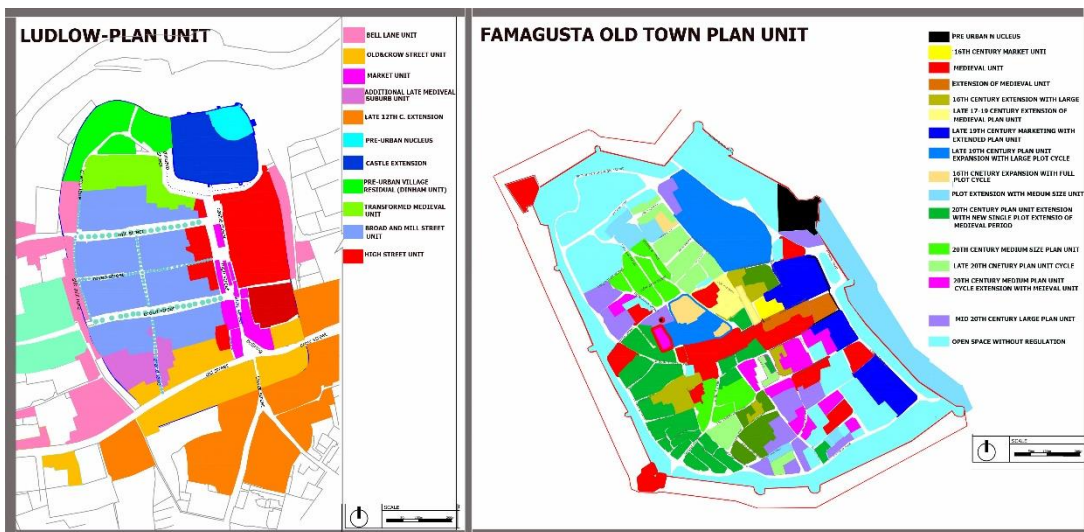 LUDLOW-PLAN UNIT
BELL LANE UNIT
OLD&CROW STREET UNIT
MARKET UNIT
ADDITIONAL LATE MEDIVEAL
SUBURB UNIT
LATE 12TH C. EXTENSION
PRE-URBAN NUCLEUS
CASTLE EXTENSION
PRE-URBAN VILLAGE
RESIDUAL (DENHAM UNIT)
TRANSFORMED MEDIEVAL
UNIT
BROAD AND MILL STREET
UNIT
HIGH STREET UNIT
SCALE
FAMAGUSTA OLD TOWN PLAN UNIT
PRE URBAN N UCLEUS
16TH CENTURY MARKET UNTI
MEDIEVAL UNIT
EXTENSION OF MEDIEVAL UNIT
16TH CENTURY EXTENSION WITH LARGE
LATE 17-19 CENTURY EXTENSION OF
MEDIEVAL PLAN UNIT
LATE 19TH CENTURY MARKETING WITH
EXTENDED PLAN UNIT
LATE 19TH CENTURY PLAN UNIT
EXPANSION WITH LARGE PLOT CYCLE
16TH CNETURY EXPANSION WITH FULL
PLOT CYCLE
PLOT EXTENSION WITH MEDUM SIZE UNIT
20TH CENTURY PLAN UNIT EXTENSION
WITH NEW SINGLE PLOT EXTENSIO OF
MEDIEVAL PERIOD
20TH CENTURY MEDIUM SIZE PLAN UNIT
LATE 20TH CNETURY PLAN UNIT CYCLE
20TH CENTURY MEDIUM PLAN UNIT
CYCLE EXTENSION WITH MEIEVAL UNIT
MID 20TH CENTURY LARGE PLAN UNIT
OPEN SPACE WITHOUT REGULATION
SCALE